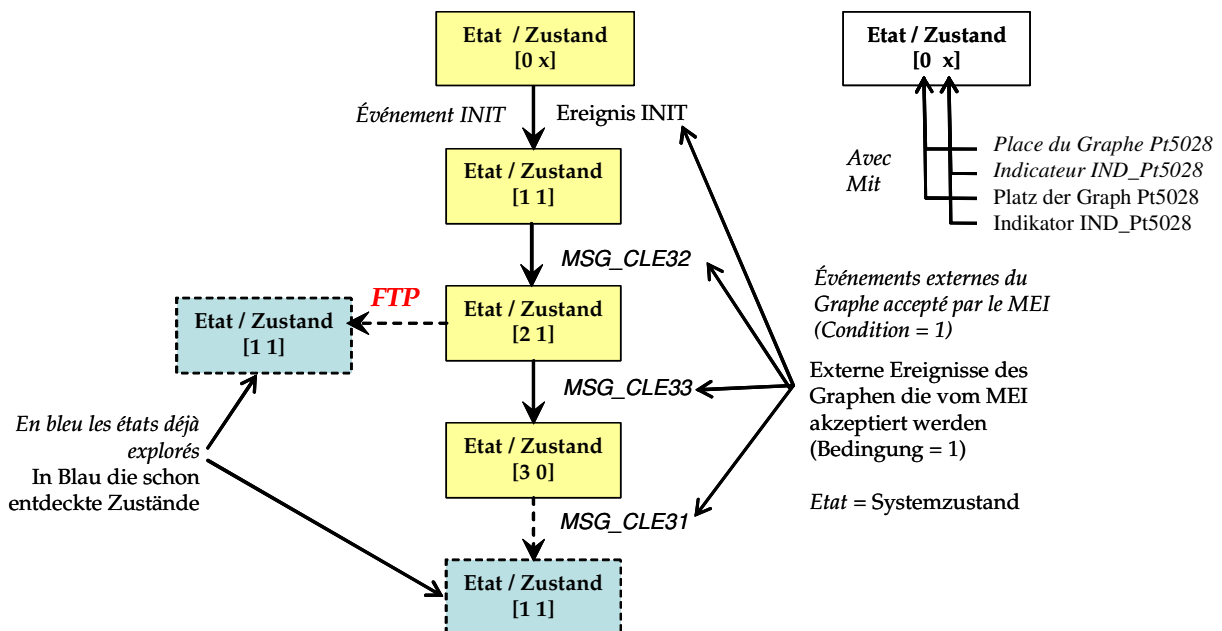 Etat / Zustand
[0 x]
Etat / Zustand
[0 x]
Événement INIT
Ereignis INIT
Place du Graphe Pt5028
Indicateur IND_Pt5028
Platz der Graph Pt5028
Indikator IND_Pt5028
Avec
Mit
Etat / Zustand
[1 1]
MSG_CLE32
Événements externes du
Graphe accepté par le MEI
(Condition = 1)
FTP
Etat / Zustand
[1 1]
Etat / Zustand
[2 1]
MSG_CLE33
Externe Ereignisse des
Graphen die vom MEI
akzeptiert werden
(Bedingung = 1)
En bleu les états déjà
explorés
In Blau die schon
entdeckte Zustände
Etat / Zustand
[3 0]
Etat = Systemzustand
MSG_CLE31
Etat / Zustand
[1 1]